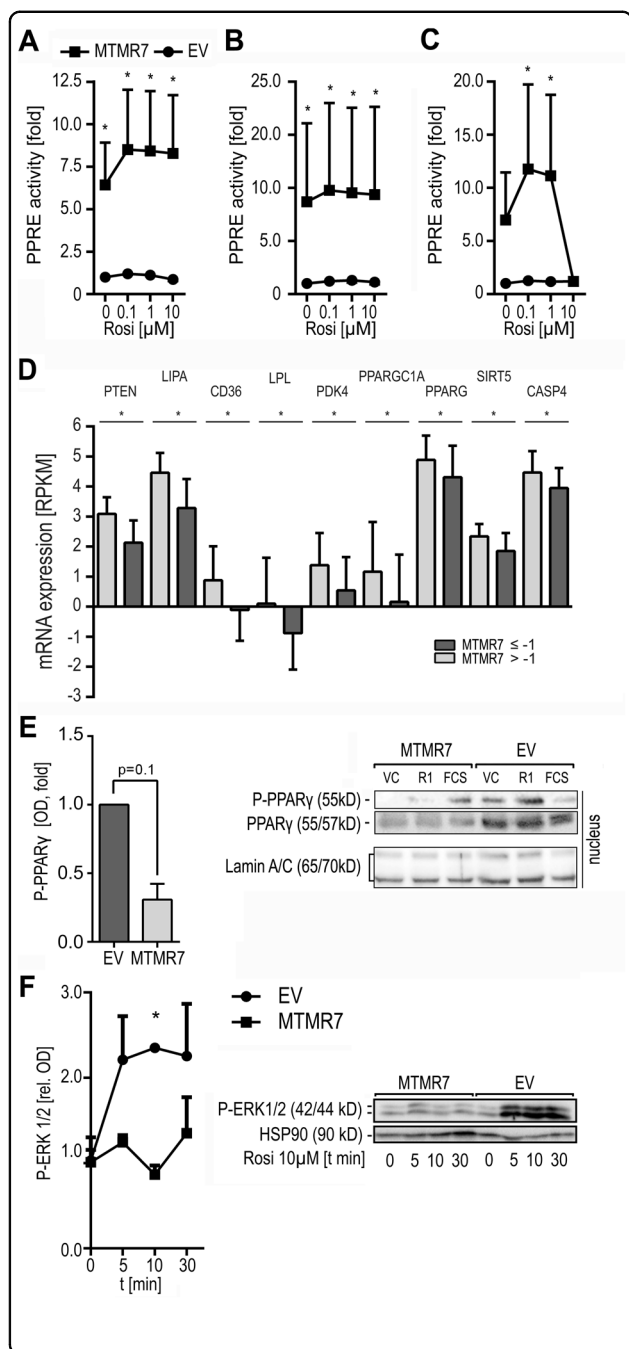 A
B
C
MTMR7 EV
PPRE activity [fold]
12.5
10.0
7.5
5.0
2.5
0
* * * *
0 0.1 1 10
Rosi [µM]
PPRE activity [fold]
25.0
20.0
10.0
5.0
0
* * * *
0 0.1 1 10
Rosi [µM]
PPRE activity [fold]
20.0
15.0
10.0
5.0
0
* *
0 0.1 1 10
Rosi [µM]
D
PTEN LIPA CD36 LPL PDK4 PPARGC1A PPARG SIRT5 CASP4
* * * * * * * * *
mRNA expression [RPKM]
6
5
4
3
2
1
0
-1
-2
-3
MTMR7 ≤ -1
MTMR7 > -1
E
P-PPARγ [OD, fold]
1.5
1.0
0.5
0.0
p=0.1
EV MTMR7
MTMR7 EV
VC R1 FCS VC R1 FCS
P-PPARγ (55kD) -
PPARγ (55/57kD) -
Lamin A/C (65/70kD)
nucleus
F
P-ERK 1/2 [rel. OD]
3.0
2.0
1.0
0.0
*
0 5 10 30
t [min]
EV
MTMR7
MTMR7 EV
P-ERK1/2 (42/44 kD)
HSP90 (90 kD) -
Rosi 10µM [t min] 0 5 10 30 0 5 10 30